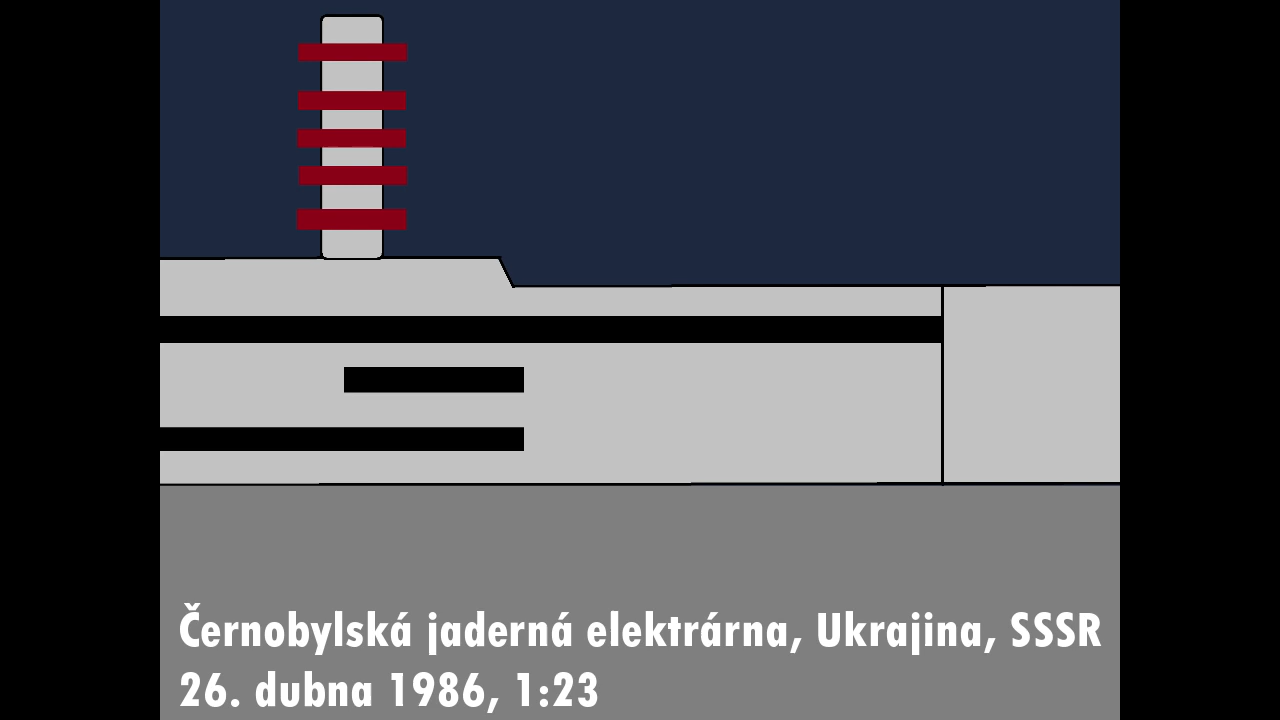 Černobylská jaderná elektrárna, Ukrajina, SSSR
26. dubna 1986, 1:23